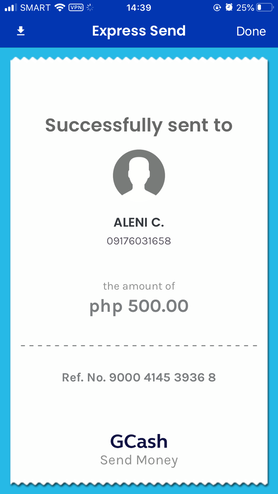 SMART VPN 14:39 25%
Express Send Done
Successfully sent to
ALENI C.
09176031658
the amount of
php 500.00
Ref. No. 9000 4145 3936 8
GCash
Send Money